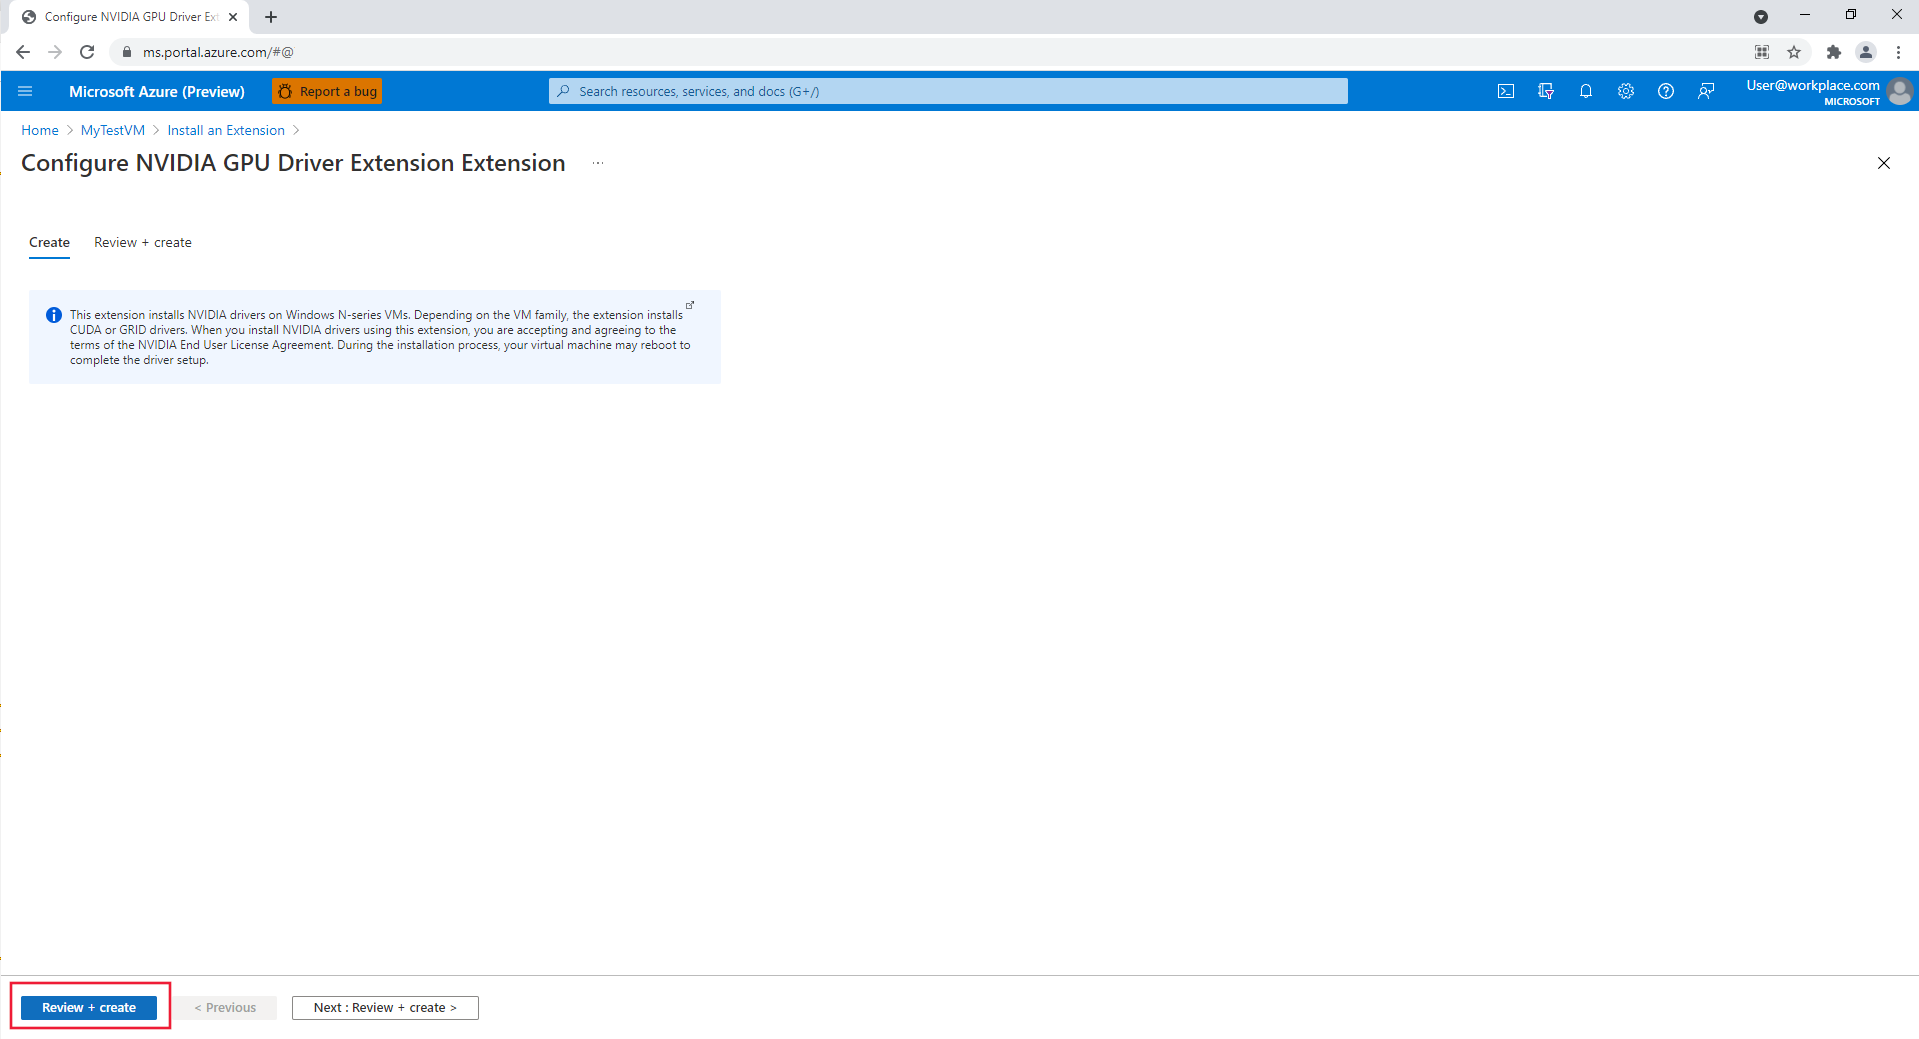 Configure NVIDIA GPU Driver Ext
ms.portal.azure.com/#@
Microsoft Azure (Preview)
Report a bug
Search resources, services, and docs (G+/)
User@workplace.com
MICROSOFT
Home > MyTestVM > Install an Extension >
Configure NVIDIA GPU Driver Extension Extension ...
Create Review + create
This extension installs NVIDIA drivers on Windows N-series VMs. Depending on the VM family, the extension installs
CUDA or GRID drivers. When you install NVIDIA drivers using this extension, you are accepting and agreeing to the
terms of the NVIDIA End User License Agreement. During the installation process, your virtual machine may reboot to
complete the driver setup.
Review + create
< Previous
Next : Review + create >